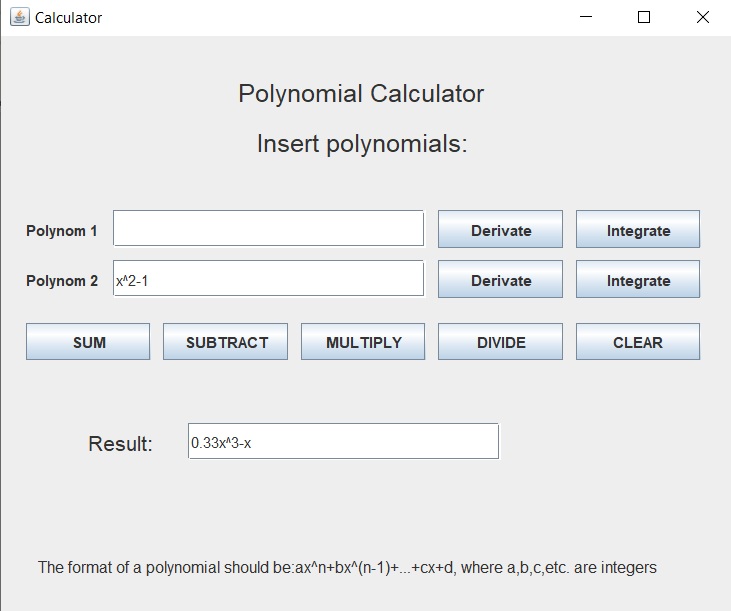 Calculator
Polynomial Calculator
Insert polynomials:
Polynom 1 Derivate Integrate
Polynom 2 x^2-1 Derivate Integrate
SUM SUBTRACT MULTIPLY DIVIDE CLEAR
Result: 0.33x^3-x
The format of a polynomial should be:ax^n+bx^(n-1)+...+cx+d, where a,b,c,etc. are integers